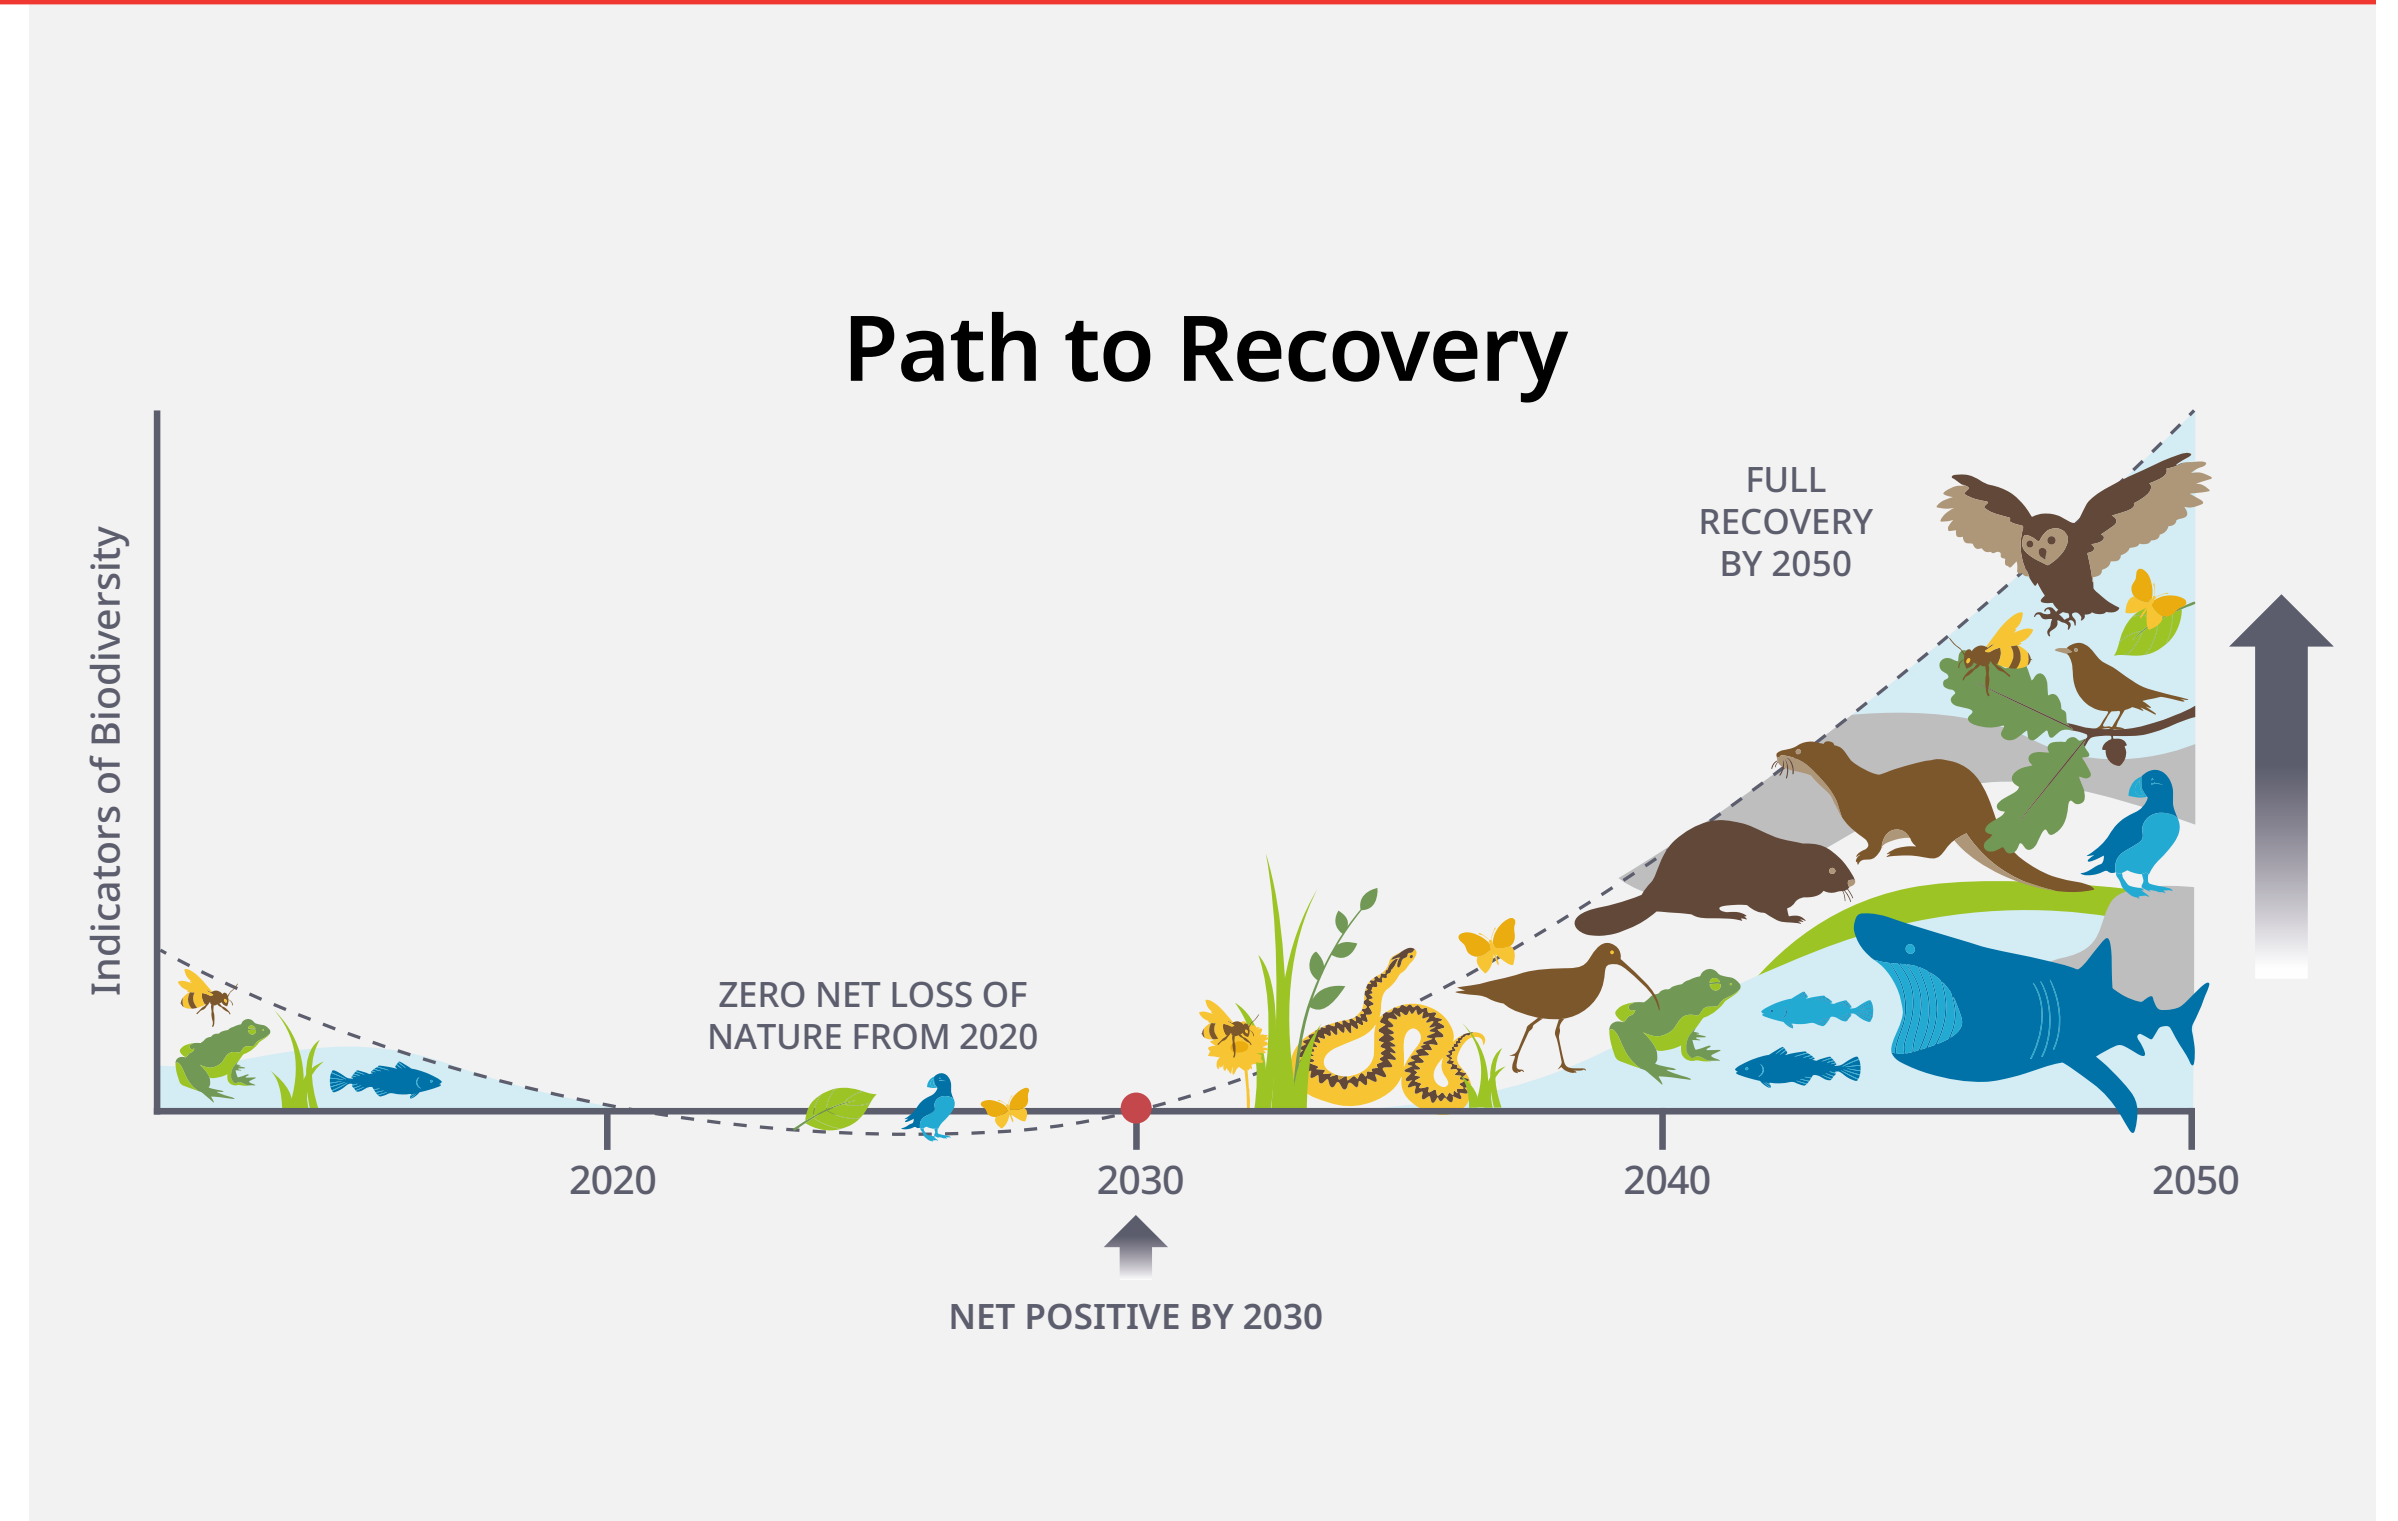 Path to Recovery
Indicators of Biodiversity
FULL
RECOVERY
BY 2050
ZERO NET LOSS OF
NATURE FROM 2020
2020
2030
2040
2050
NET POSITIVE BY 2030